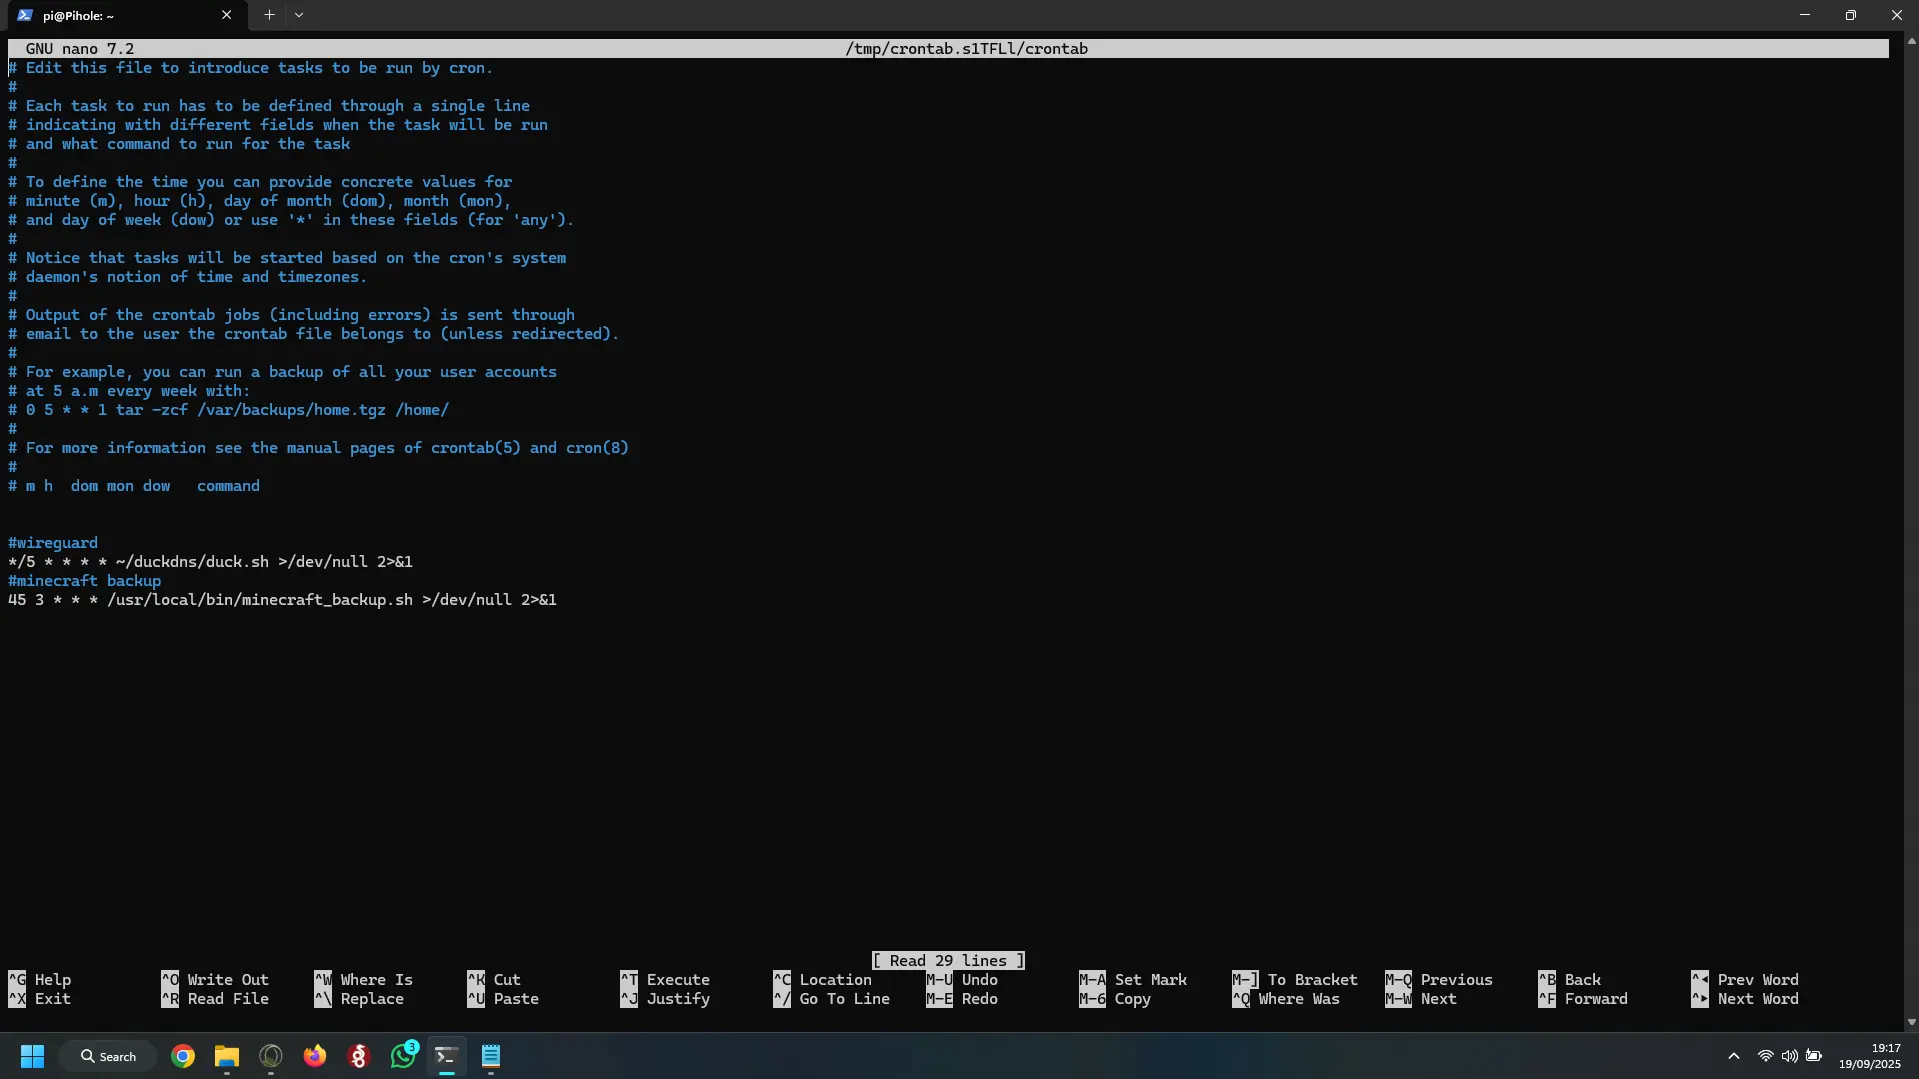 pi@Pihole: ~
GNU nano 7.2 /tmp/crontab.s1TFLl/crontab
# Edit this file to introduce tasks to be run by cron.
#
# Each task to run has to be defined through a single line
# indicating with different fields when the task will be run
# and what command to run for the task
#
# To define the time you can provide concrete values for
# minute (m), hour (h), day of month (dom), month (mon),
# and day of week (dow) or use '*' in these fields (for 'any').
#
# Notice that tasks will be started based on the cron's system
# daemon's notion of time and timezones.
#
# Output of the crontab jobs (including errors) is sent through
# email to the user the crontab file belongs to (unless redirected).
#
# For example, you can run a backup of all your user accounts
# at 5 a.m every week with:
# 0 5 * * 1 tar -zcf /var/backups/home.tgz /home/
#
# For more information see the manual pages of crontab(5) and cron(8)
#
# m h  dom mon dow   command
#wireguard
*/5 * * * * ~/duckdns/duck.sh >/dev/null 2>&1
#minecraft backup
45 3 * * * /usr/local/bin/minecraft_backup.sh >/dev/null 2>&1
[ Read 29 lines ]
^G Help ^O Write Out ^W Where Is ^K Cut ^T Execute ^C Location M-U Undo M-A Set Mark M-] To Bracket M-Q Previous ^B Back ^◂ Prev Word
^X Exit ^R Read File ^\ Replace ^U Paste ^J Justify ^/ Go To Line M-E Redo M-6 Copy ^Q Where Was M-W Next ^F Forward ^▸ Next Word
Search
3
19:17
19/09/2025